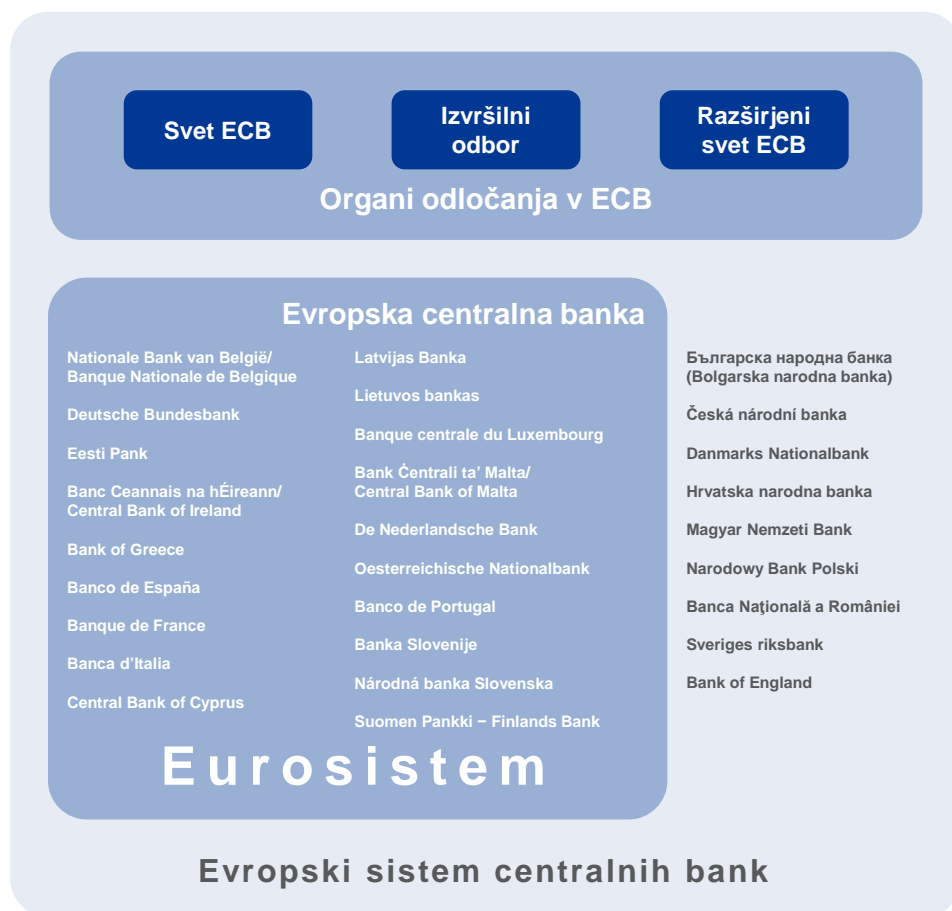 Svet ECB
Izvršilni
odbor
Razširjeni
svet ECB
Organi odločanja v ECB
Evropska centralna banka
Nationale Bank van België/
Banque Nationale de Belgique
Deutsche Bundesbank
Eesti Pank
Banc Ceannais na hÉireann/
Central Bank of Ireland
Bank of Greece
Banco de España
Banque de France
Banca d’Italia
Central Bank of Cyprus
Latvijas Banka
Lietuvos bankas
Banque centrale du Luxembourg
Bank Ċentrali ta’ Malta/
Central Bank of Malta
De Nederlandsche Bank
Oesterreichische Nationalbank
Banco de Portugal
Banka Slovenije
Národná banka Slovenska
Suomen Pankki − Finlands Bank
Eurosistem
Българска народна банка
(Bolgarska narodna banka)
Česká národní banka
Danmarks Nationalbank
Hrvatska narodna banka
Magyar Nemzeti Bank
Narodowy Bank Polski
Banca Naţională a României
Sveriges riksbank
Bank of England
Evropski sistem centralnih bank